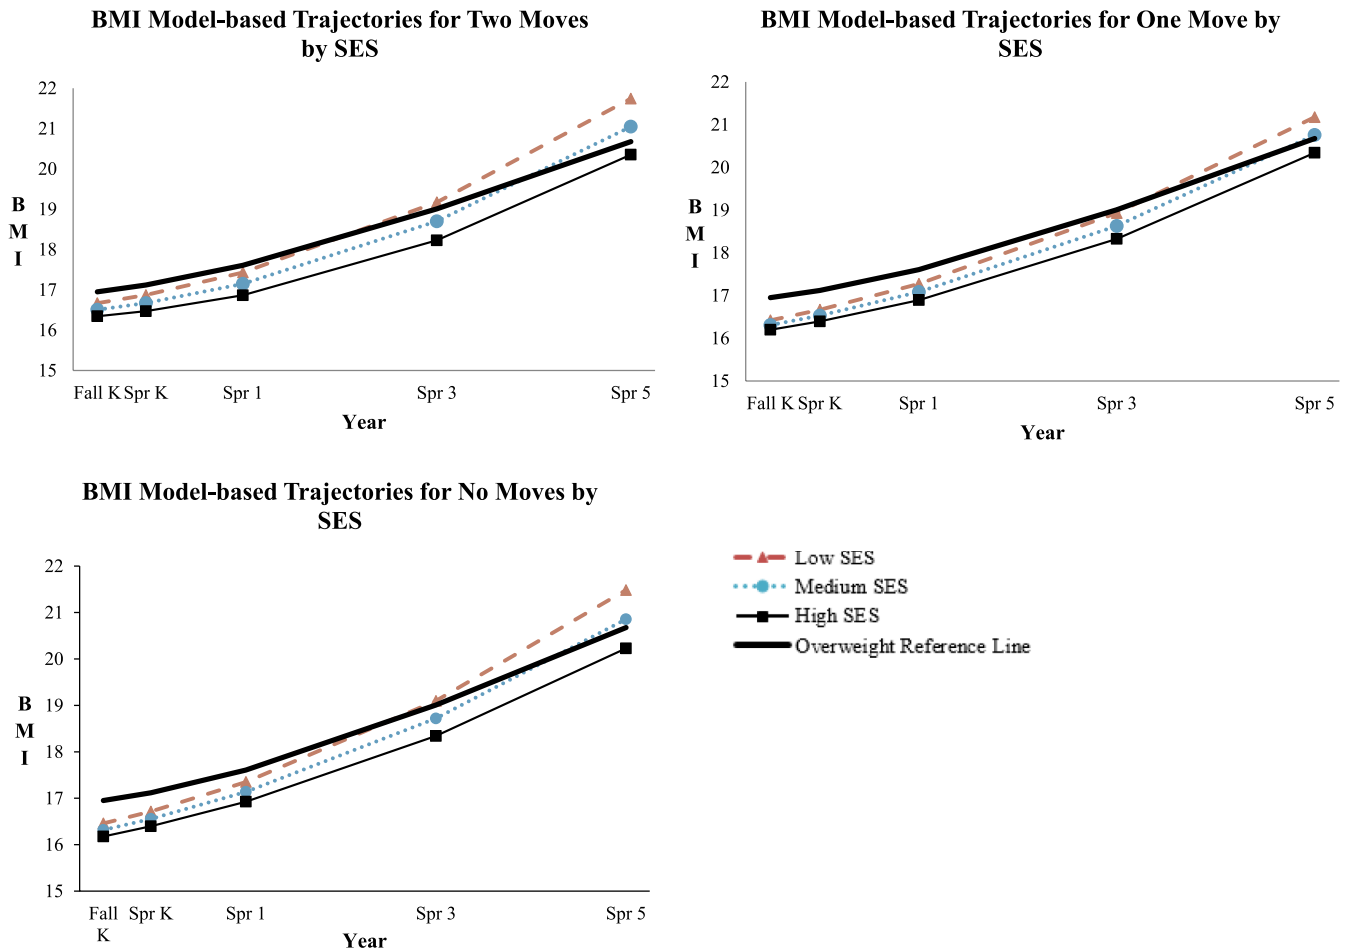 BMI Model-based Trajectories for Two Moves
by SES
22
21
20
19
18
17
16
15
B
M
I
Fall K Spr K Spr 1 Spr 3 Spr 5
Year
BMI Model-based Trajectories for One Move by
SES
22
21
20
19
18
17
16
15
B
M
I
Fall K Spr K Spr 1 Spr 3 Spr 5
Year
BMI Model-based Trajectories for No Moves by
SES
22
21
20
19
18
17
16
15
B
M
I
Fall
K
Spr K Spr 1 Spr 3 Spr 5
Year
Low SES
Medium SES
High SES
Overweight Reference Line